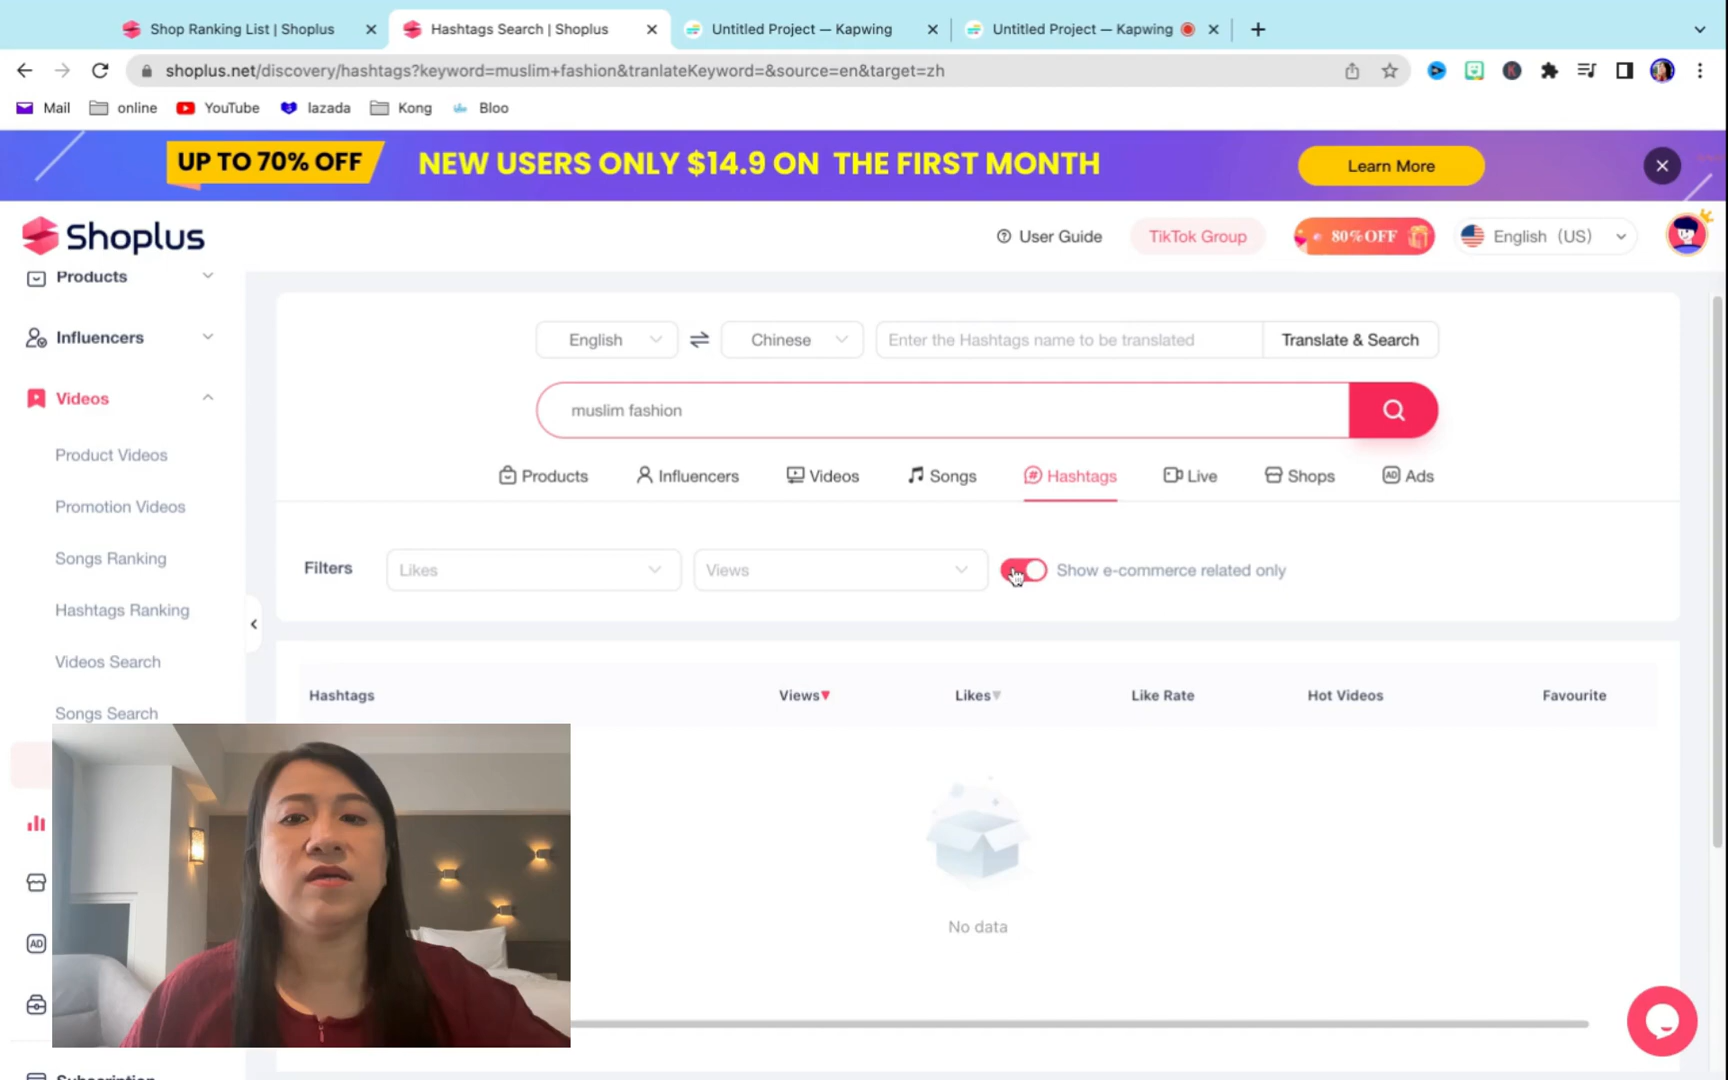 Shop Ranking List | Shoplus
Hashtags Search | Shoplus
Untitled Project — Kapwing
Untitled Project — Kapwing
shoplus.net/discovery/hashtags?keyword=muslim+fashion&tranlateKeyword=&source=en&target=zh
Mail
online
YouTube
lazada
Kong
Bloo
UP TO 70% OFF
NEW USERS ONLY $14.9 ON THE FIRST MONTH
Learn More
Shoplus
User Guide
TikTok Group
80%OFF
English (US)
Products
Influencers
Videos
Product Videos
Promotion Videos
Songs Ranking
Hashtags Ranking
Videos Search
Songs Search
AD
Subscription
English
Chinese
Enter the Hashtags name to be translated
Translate & Search
muslim fashion
Products
Influencers
Videos
Songs
Hashtags
Live
Shops
AD Ads
Filters
Likes
Views
Show e-commerce related only
Hashtags
Views
Likes
Like Rate
Hot Videos
Favourite
No data